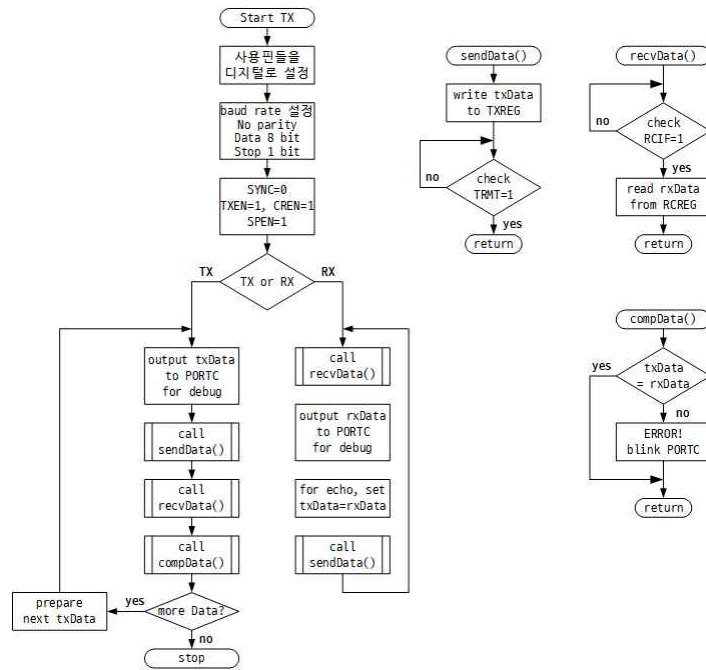 Start TX
사용핀들을
디지털로 설정
baud rate 설정
No parity
Data 8 bit
Stop 1 bit
SYNC=0
TXEN=1, CREN=1
SPEN=1
TX
TX or RX
RX
output txData
to PORTC
for debug
call
sendData()
call
recvData()
call
compData()
more Data?
yes
prepare
next txData
no
stop
call
recvData()
output rxData
to PORTC
for debug
for echo, set
txData=rxData
call
sendData()
sendData()
write txData
to TXREG
no
check
TRMT=1
yes
return
recvData()
no
check
RCIF=1
yes
read rxData
from RCREG
return
compData()
yes
txData
= rxData
no
ERROR!
blink PORTC
return